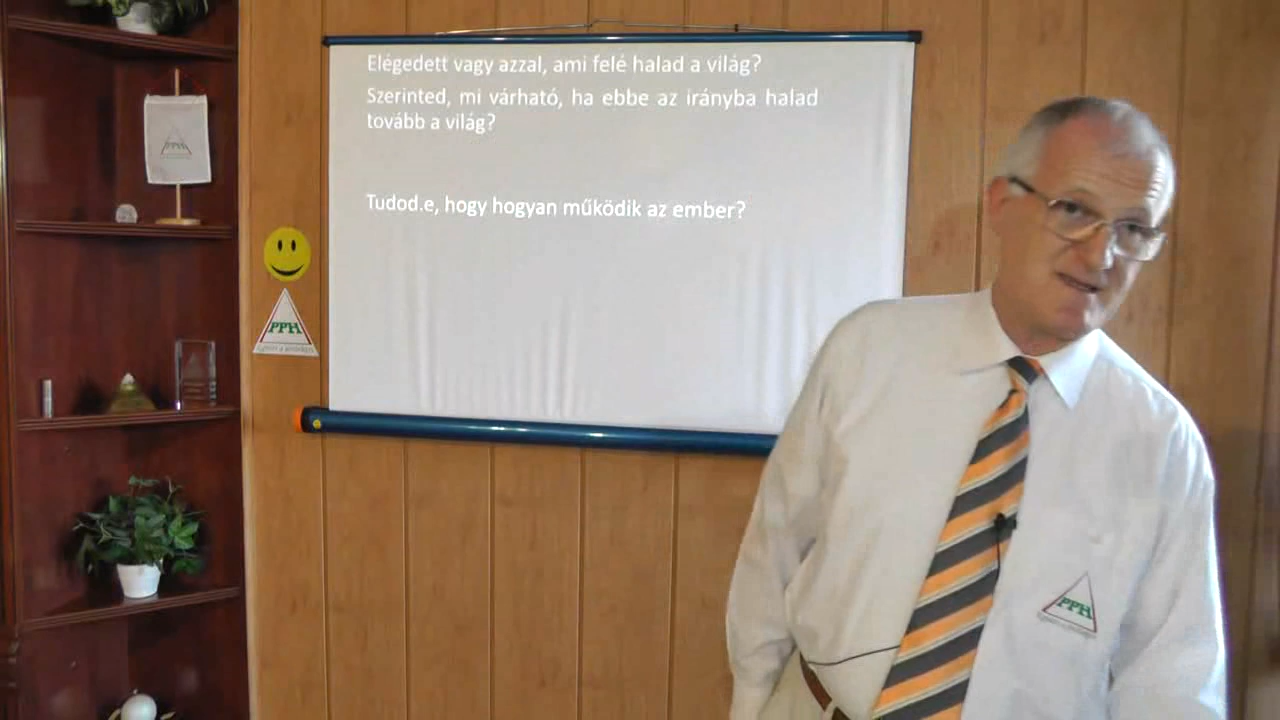 Elégedett vagy azzal, ami felé halad a világ?
Szerinted, mi várható, ha ebbe az irányba halad
tovább a világ?
Tudod.e, hogy hogyan működik az ember?
PPH
PPH
PPH